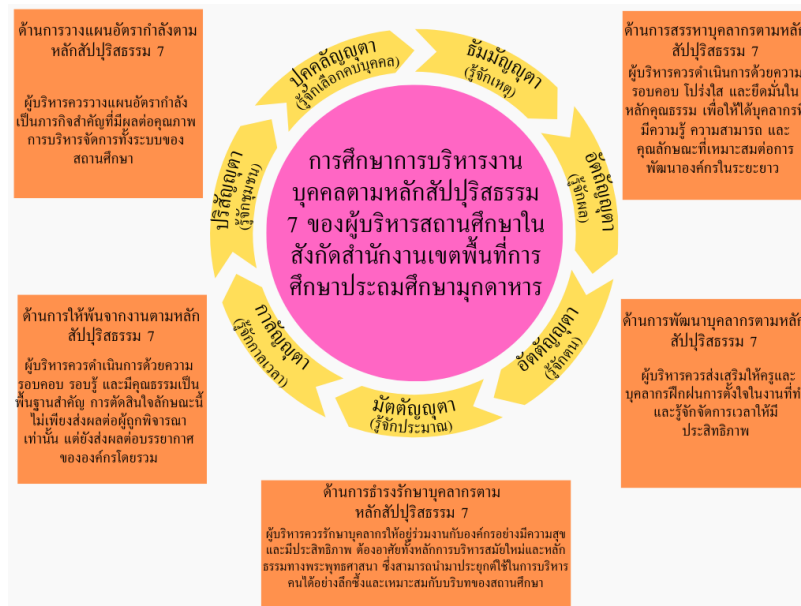 ด้านการวางแผนอัตรากำลังตาม
หลักสัปปุริสธรรม 7
ผู้บริหารควรวางแผนอัตรากำลัง
เป็นภารกิจสำคัญที่มีผลต่อคุณภาพ
การบริหารจัดการทั้งระบบของ
สถานศึกษา
ปุคคลัญญุตา
(รู้จักเลือกคบบุคคล)
ธัมมัญญุตา
(รู้จักเหตุ)
ด้านการสรรหาบุคลากรตามหลัก
สัปปุริสธรรม 7
ผู้บริหารควรดำเนินการด้วยความ
รอบคอบ โปร่งใส และยึดมั่นใน
หลักคุณธรรม เพื่อให้ได้บุคลากรที่
มีความรู้ ความสามารถ และ
คุณลักษณะที่เหมาะสมต่อการ
พัฒนาองค์กรในระยะยาว
ปริสัญญุตา
(รู้จักชุมชน)
อัตถัญญุตา
(รู้จักผล)
การศึกษาการบริหารงาน
บุคคลตามหลักสัปปุริสธรรม
7 ของผู้บริหารสถานศึกษาใน
สังกัดสำนักงานเขตพื้นที่การ
ศึกษาประถมศึกษามุกดาหาร
กาลัญญุตา
(รู้จักกาลเวลา)
อัตตัญญุตา
(รู้จักตน)
มัตตัญญุตา
(รู้จักประมาณ)
ด้านการให้พ้นจากงานตามหลัก
สัปปุริสธรรม 7
ผู้บริหารควรดำเนินการด้วยความ
รอบคอบ รอบรู้ และมีคุณธรรมเป็น
พื้นฐานสำคัญ การตัดสินใจลักษณะนี้
ไม่เพียงส่งผลต่อผู้ถูกพิจารณา
เท่านั้น แต่ยังส่งผลต่อบรรยากาศ
ขององค์กรโดยรวม
ด้านการพัฒนาบุคลากรตามหลัก
สัปปุริสธรรม 7
ผู้บริหารควรส่งเสริมให้ครูและ
บุคลากรฝึกฝนการตั้งใจในงานที่ทำ
และรู้จักจัดการเวลาให้มี
ประสิทธิภาพ
ด้านการธำรงรักษาบุคลากรตาม
หลักสัปปุริสธรรม 7
ผู้บริหารควรรักษาบุคลากรให้อยู่ร่วมงานกับองค์กรอย่างมีความสุข
และมีประสิทธิภาพ ต้องอาศัยทั้งหลักการบริหารสมัยใหม่และหลัก
ธรรมทางพระพุทธศาสนา ซึ่งสามารถนำมาประยุกต์ใช้ในการบริหาร
คนได้อย่างลึกซึ้งและเหมาะสมกับบริบทของสถานศึกษา